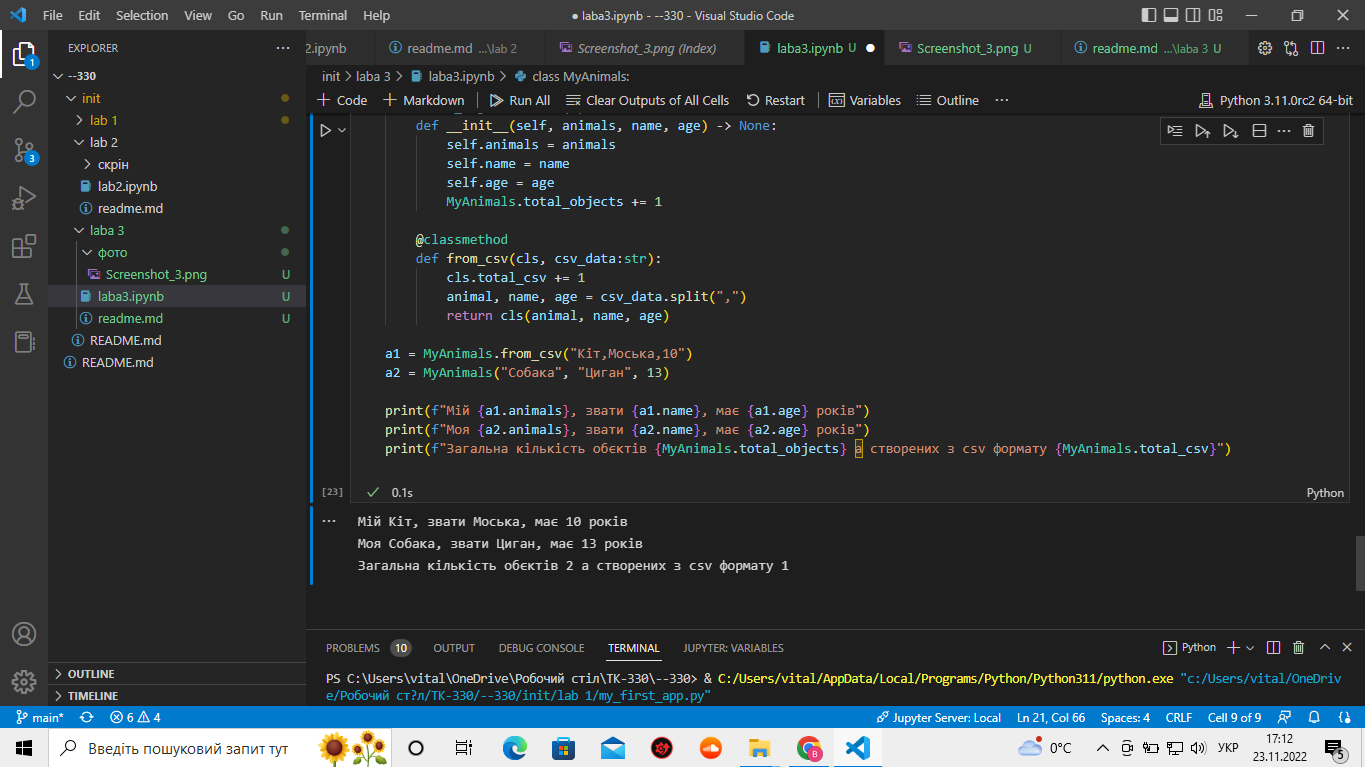 File Edit Selection View Go Run Terminal Help ● laba3.ipynb - --330 - Visual Studio Code
EXPLORER ···
2.ipynb readme.md ...\lab 2 Screenshot_3.png (Index) laba3.ipynb U ● Screenshot_3.png U readme.md ...\laba 3 U ···
init > laba 3 > laba3.ipynb > class MyAnimals:
+ Code + Markdown Run All Clear Outputs of All Cells Restart Variables Outline ··· Python 3.11.0rc2 64-bit
1
3
--330
init
lab 1
lab 2
скрін
lab2.ipynb
readme.md
laba 3
фото
Screenshot_3.png U
laba3.ipynb U
readme.md U
README.md
README.md
OUTLINE
TIMELINE
def __init__(self, animals, name, age) -> None:
self.animals = animals
self.name = name
self.age = age
MyAnimals.total_objects += 1
@classmethod
def from_csv(cls, csv_data:str):
cls.total_csv += 1
animal, name, age = csv_data.split(",")
return cls(animal, name, age)
a1 = MyAnimals.from_csv("Кіт,Моська,10")
a2 = MyAnimals("Собака", "Циган", 13)
print(f"Мій {a1.animals}, звати {a1.name}, має {a1.age} років")
print(f"Моя {a2.animals}, звати {a2.name}, має {a2.age} років")
print(f"Загальна кількість обєктів {MyAnimals.total_objects} а створених з csv формату {MyAnimals.total_csv}")
[23] ✓ 0.1s Python
··· Мій Кіт, звати Моська, має 10 років
Моя Собака, звати Циган, має 13 років
Загальна кількість обєктів 2 а створених з csv формату 1
PROBLEMS 10 OUTPUT DEBUG CONSOLE TERMINAL JUPYTER: VARIABLES Python
PS C:\Users\vital\OneDrive\Робочий стіл\ТК-330\--330> & C:/Users/vital/AppData/Local/Programs/Python/Python311/python.exe "c:/Users/vital/OneDriv
e/Робочий ст?л/ТК-330/--330/init/lab 1/my_first_app.py"
main* 6 4 Jupyter Server: Local Ln 21, Col 66 Spaces: 4 CRLF Cell 9 of 9
Введіть пошуковий запит тут 0°C УКР 17:12
23.11.2022 5